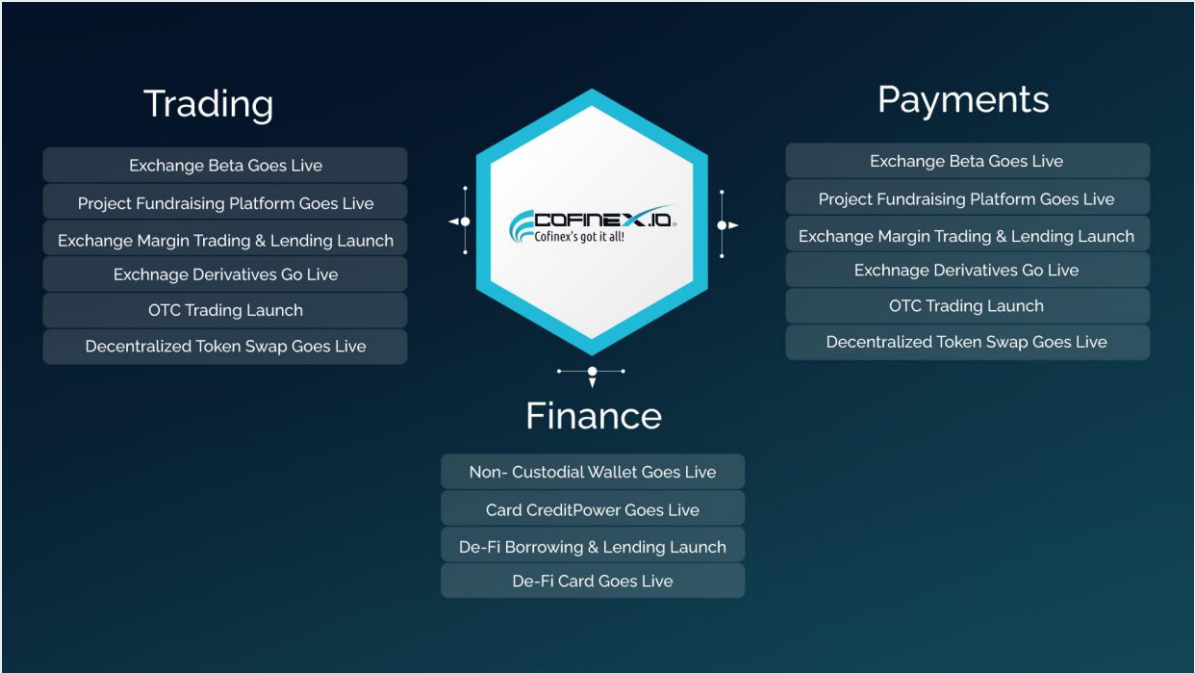 Trading
Exchange Beta Goes Live
Project Fundraising Platform Goes Live
Exchange Margin Trading & Lending Launch
Exchnage Derivatives Go Live
OTC Trading Launch
Decentralized Token Swap Goes Live
COFINEX.IO®
Cofinex's got it all!
Payments
Exchange Beta Goes Live
Project Fundraising Platform Goes Live
Exchange Margin Trading & Lending Launch
Exchnage Derivatives Go Live
OTC Trading Launch
Decentralized Token Swap Goes Live
Finance
Non- Custodial Wallet Goes Live
Card CreditPower Goes Live
De-Fi Borrowing & Lending Launch
De-Fi Card Goes Live